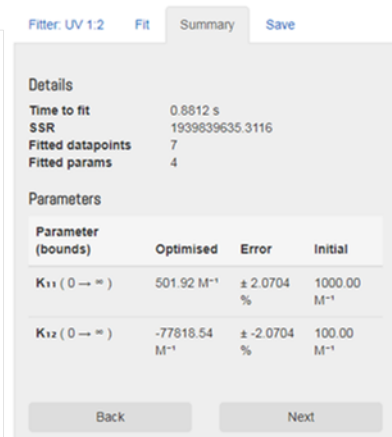 Fitter: UV 1:2 Fit Summary Save
Details
Time to fit 0.8812 s
SSR 1939839635.3116
Fitted datapoints 7
Fitted params 4
Parameters
Parameter
(bounds) Optimised Error Initial
K₁₁ ( 0 → ∞ ) 501.92 M⁻¹ ± 2.0704 1000.00
% M⁻¹
K₁₂ ( 0 → ∞ ) -77818.54 ± -2.0704 100.00
M⁻¹ % M⁻¹
Back Next